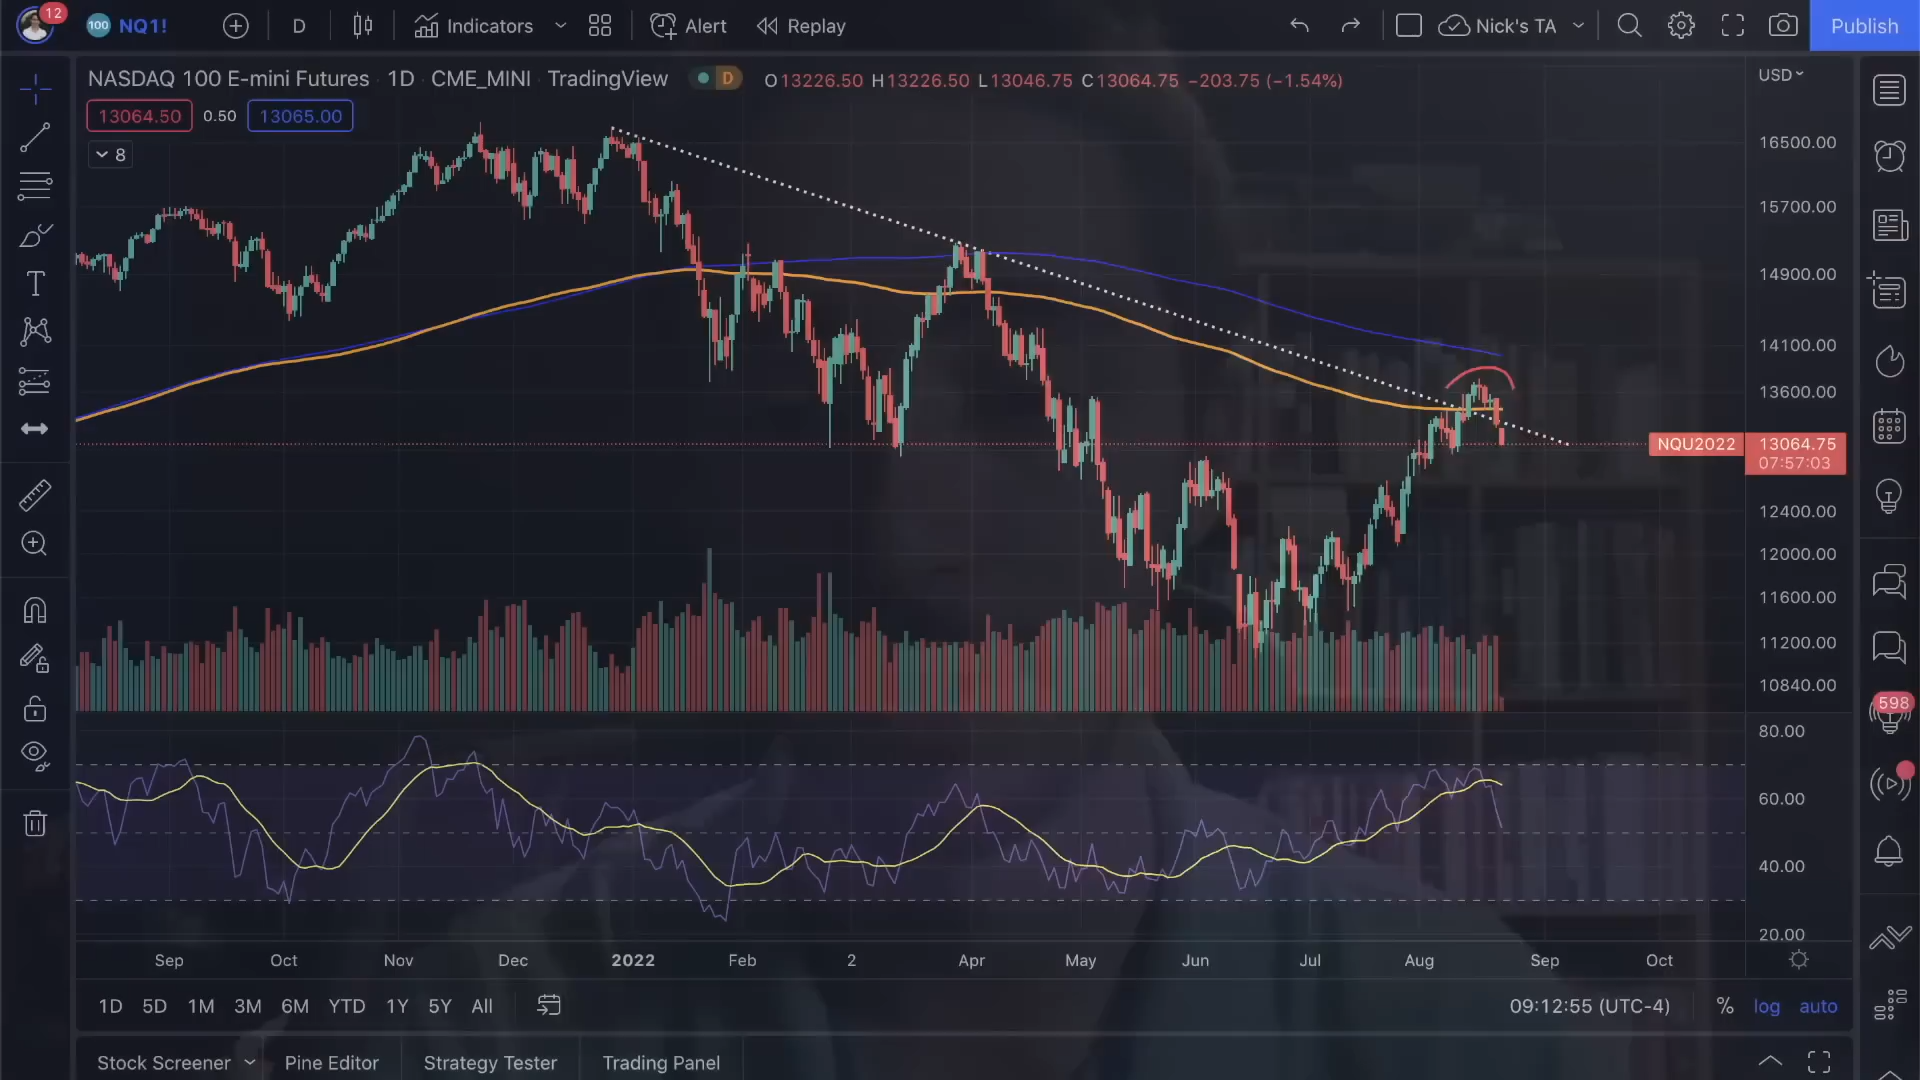 12
100 NQ1! D Indicators Alert Replay Nick's TA Publish
NASDAQ 100 E-mini Futures · 1D · CME_MINI · TradingView D O13226.50 H13226.50 L13046.75 C13064.75 −203.75 (−1.54%)
USD
13064.50 0.50 13065.00
8
16500.00
15700.00
14900.00
14100.00
13600.00
NQU2022 13064.75
07:57:03
12400.00
12000.00
11600.00
11200.00
10840.00
598
80.00
60.00
40.00
20.00
Sep Oct Nov Dec 2022 Feb 2 Apr May Jun Jul Aug Sep Oct
1D 5D 1M 3M 6M YTD 1Y 5Y All 09:12:55 (UTC-4) % log auto
Stock Screener Pine Editor Strategy Tester Trading Panel